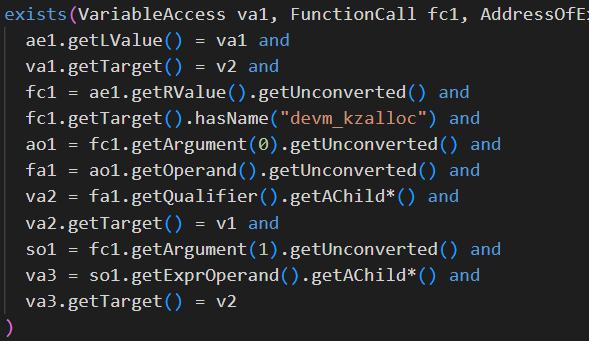 exists(VariableAccess va1, FunctionCall fc1, AddressOfEx
ae1.getLValue() = va1 and
va1.getTarget() = v2 and
fc1 = ae1.getRValue().getUnconverted() and
fc1.getTarget().hasName("devm_kzalloc") and
ao1 = fc1.getArgument(0).getUnconverted() and
fa1 = ao1.getOperand().getUnconverted() and
va2 = fa1.getQualifier().getAChild*() and
va2.getTarget() = v1 and
so1 = fc1.getArgument(1).getUnconverted() and
va3 = so1.getExprOperand().getAChild*() and
va3.getTarget() = v2
)